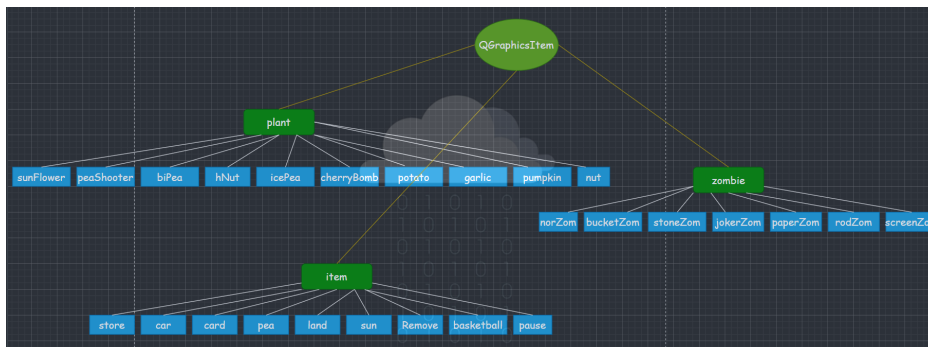 QGraphicsItem
plant
sunFlower peaShooter biPea hNut icePea cherryBomb potato garlic pumpkin nut
zombie
norZom bucketZom stoneZom jokerZom paperZom rodZom
item
store car card pea land sun Remove basketball pause